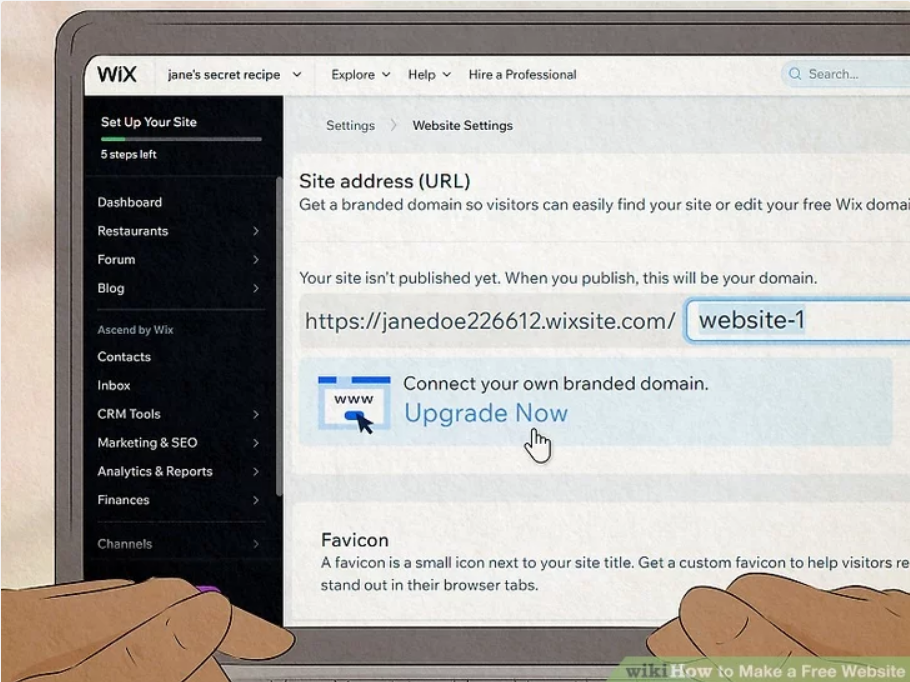 WiX
jane's secret recipe
Explore
Help
Hire a Professional
Search...
Set Up Your Site
5 steps left
Dashboard
Restaurants
Forum
Blog
Ascend by Wix
Contacts
Inbox
CRM Tools
Marketing & SEO
Analytics & Reports
Finances
Channels
Settings
Website Settings
Site address (URL)
Get a branded domain so visitors can easily find your site or edit your free Wix domai
Your site isn't published yet. When you publish, this will be your domain.
https://janedoe226612.wixsite.com/ website-1
www
Connect your own branded domain.
Upgrade Now
Favicon
A favicon is a small icon next to your site title. Get a custom favicon to help visitors re
stand out in their browser tabs.
wikiHow to Make a Free Website